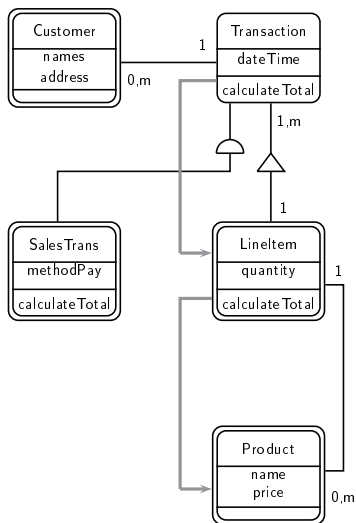 Customer
names
address
1
0,m
Transaction
dateTime
calculateTotal
1,m
SalesTrans
methodPay
calculateTotal
1
LineItem
quantity
calculateTotal
1
Product
name
price
0,m